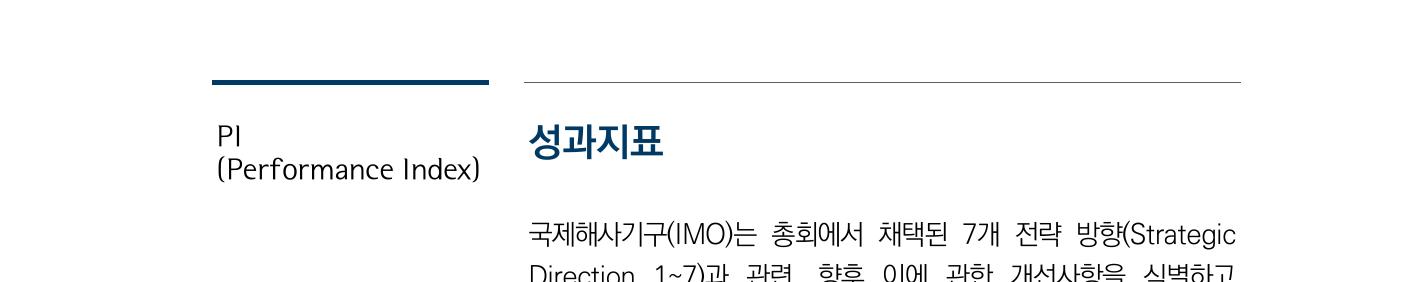 PI
(Performance Index)
성과지표
국제해사기구(IMO)는 총회에서 채택된 7개 전략 방향(Strategic
Direction 1~7)과 관련, 향후 이에 관한 개선사항을 식별하고